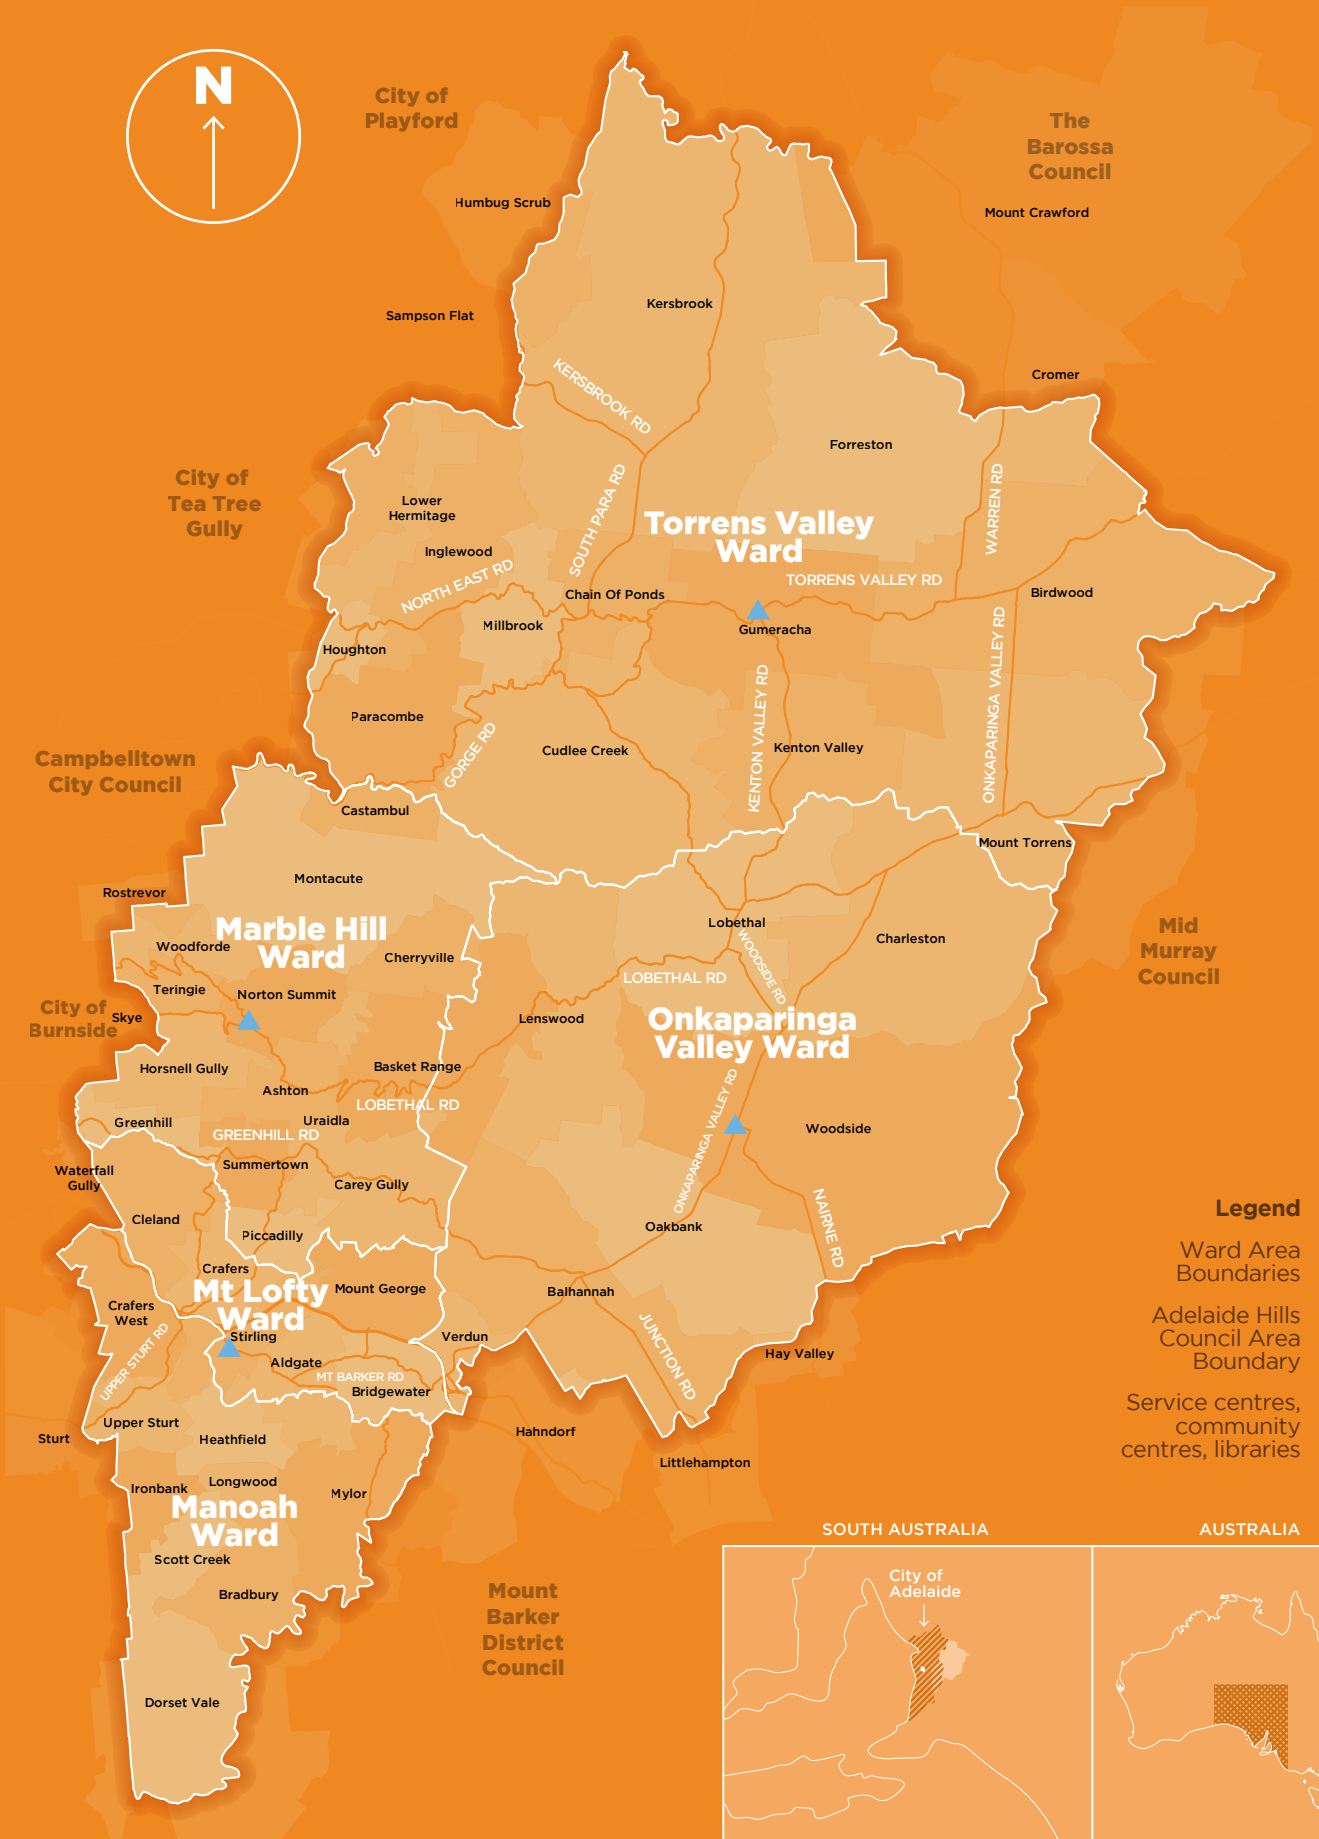 N
City of
Playford
The
Barossa
Council
Humbug Scrub
Mount Crawford
Kersbrook
Sampson Flat
KERSBROOK RD
Cromer
Forreston
City of
Tea Tree
Gully
Lower
Hermitage
SOUTH PARA RD
WARREN RD
Torrens Valley
Ward
Inglewood
NORTH EAST RD
TORRENS VALLEY RD
Chain Of Ponds
Birdwood
Millbrook
Gumeracha
Houghton
ONKAPARINGA VALLEY RD
KENTON VALLEY RD
Paracombe
GORGE RD
Cudlee Creek
Kenton Valley
Campbelltown
City Council
Castambul
Mount Torrens
Montacute
Rostrevor
Marble Hill
Ward
Lobethal
Woodforde
Cherryville
Charleston
WOODSIDE RD
Mid
Murray
Council
LOBETHAL RD
Teringie
Norton Summit
City of
Burnside
Skye
Lenswood
Onkaparinga
Valley Ward
Horsnell Gully
Basket Range
Ashton
LOBETHAL RD
ONKAPARINGA VALLEY RD
Greenhill
Uraidla
GREENHILL RD
Woodside
Waterfall
Gully
Summertown
Carey Gully
NAIRNE RD
Cleland
Piccadilly
Oakbank
Crafers
Mt Lofty
Ward
Mount George
Balhannah
Crafers
West
Stirling
Verdun
JUNCTION RD
UPPER STURT RD
Aldgate
Hay Valley
MT BARKER RD
Bridgewater
Upper Sturt
Sturt
Heathfield
Hahndorf
Littlehampton
Longwood
Ironbank
Mylor
Manoah
Ward
Scott Creek
Bradbury
Mount
Barker
District
Council
Dorset Vale
Legend
Ward Area
Boundaries
Adelaide Hills
Council Area
Boundary
Service centres,
community
centres, libraries
SOUTH AUSTRALIA
AUSTRALIA
City of
Adelaide